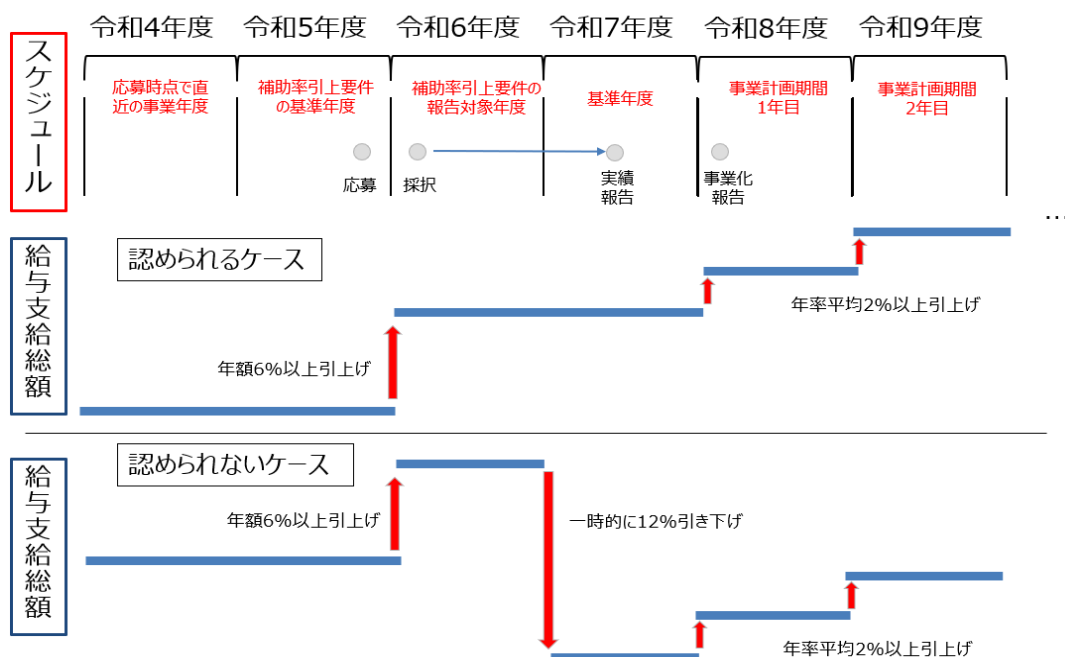 令和4年度 令和5年度 令和6年度 令和7年度 令和8年度 令和9年度
スケジュール
応募時点で直
近の事業年度
補助率引上要件
の基準年度
補助率引上要件の
報告対象年度
基準年度
事業計画期間
1年目
事業計画期間
2年目
応募
採択
実績
報告
事業化
報告
…
給与支給総額
認められるケース
年額6%以上引上げ
年率平均2%以上引上げ
給与支給総額
認められないケース
年額6%以上引上げ
一時的に12%引き下げ
年率平均2%以上引上げ